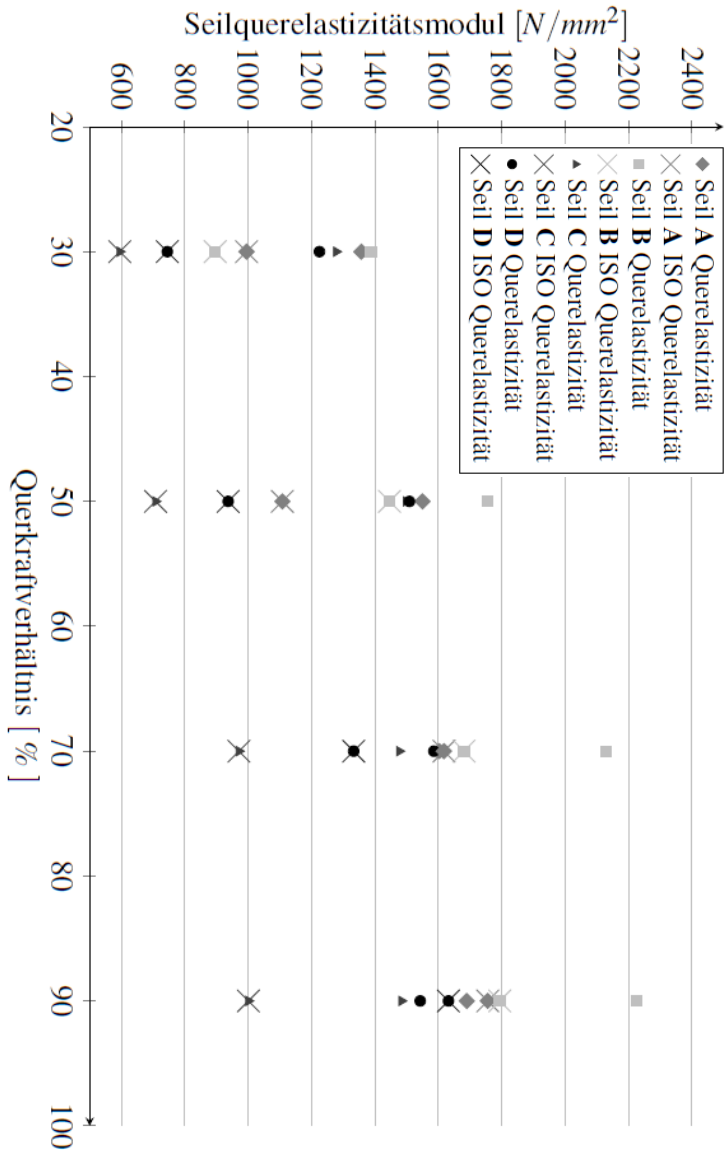 Seilquerelastizitätsmodul [N/mm²]
2400
2200
2000
1800
1600
1400
1200
1000
800
600
Seil A Querelastizität
Seil A ISO Querelastizität
Seil B Querelastizität
Seil B ISO Querelastizität
Seil C Querelastizität
Seil C ISO Querelastizität
Seil D Querelastizität
Seil D ISO Querelastizität
20
30
40
50
60
70
80
90
100
Querkraftverhältnis [ % ]